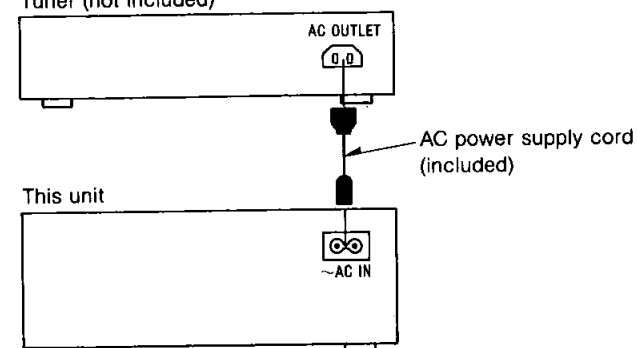 Tuner (not included)
AC OUTLET
AC power supply cord
(included)
This unit
~AC IN